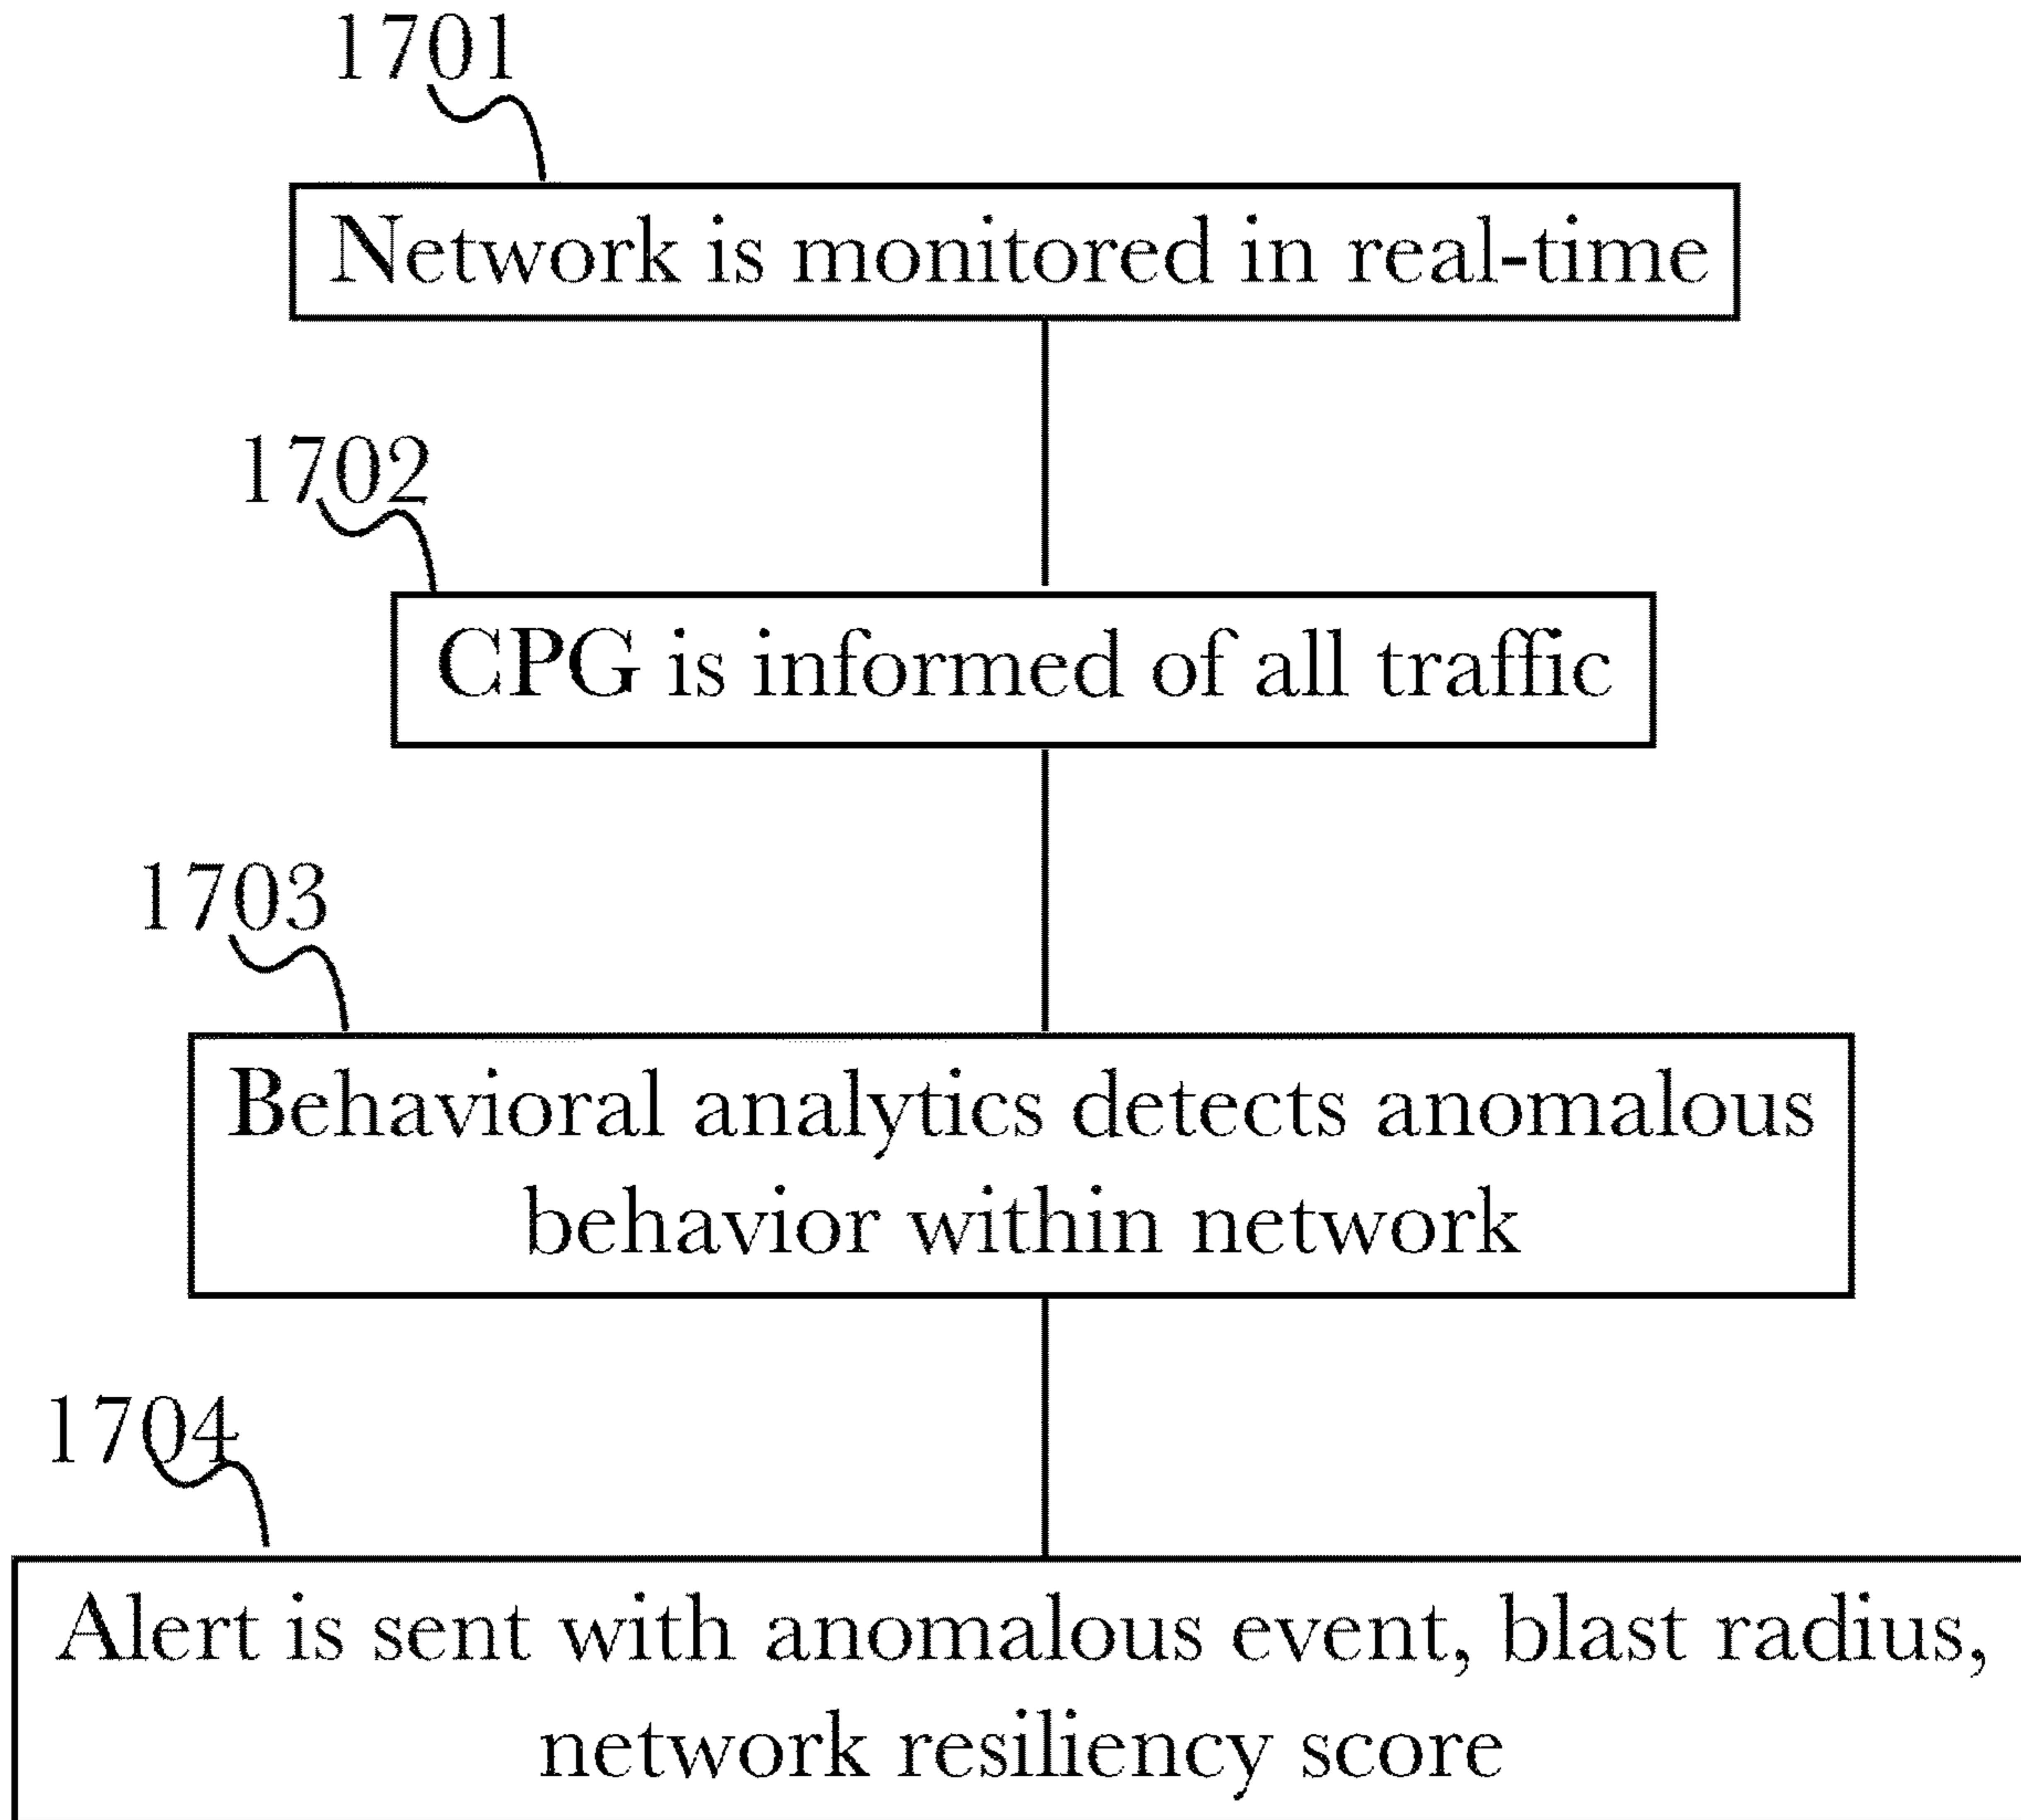 1701
Network is monitored in real-time
1702
CPG is informed of all traffic
1703
Behavioral analytics detects anomalous
behavior within network
1704
Alert is sent with anomalous event, blast radius,
network resiliency score